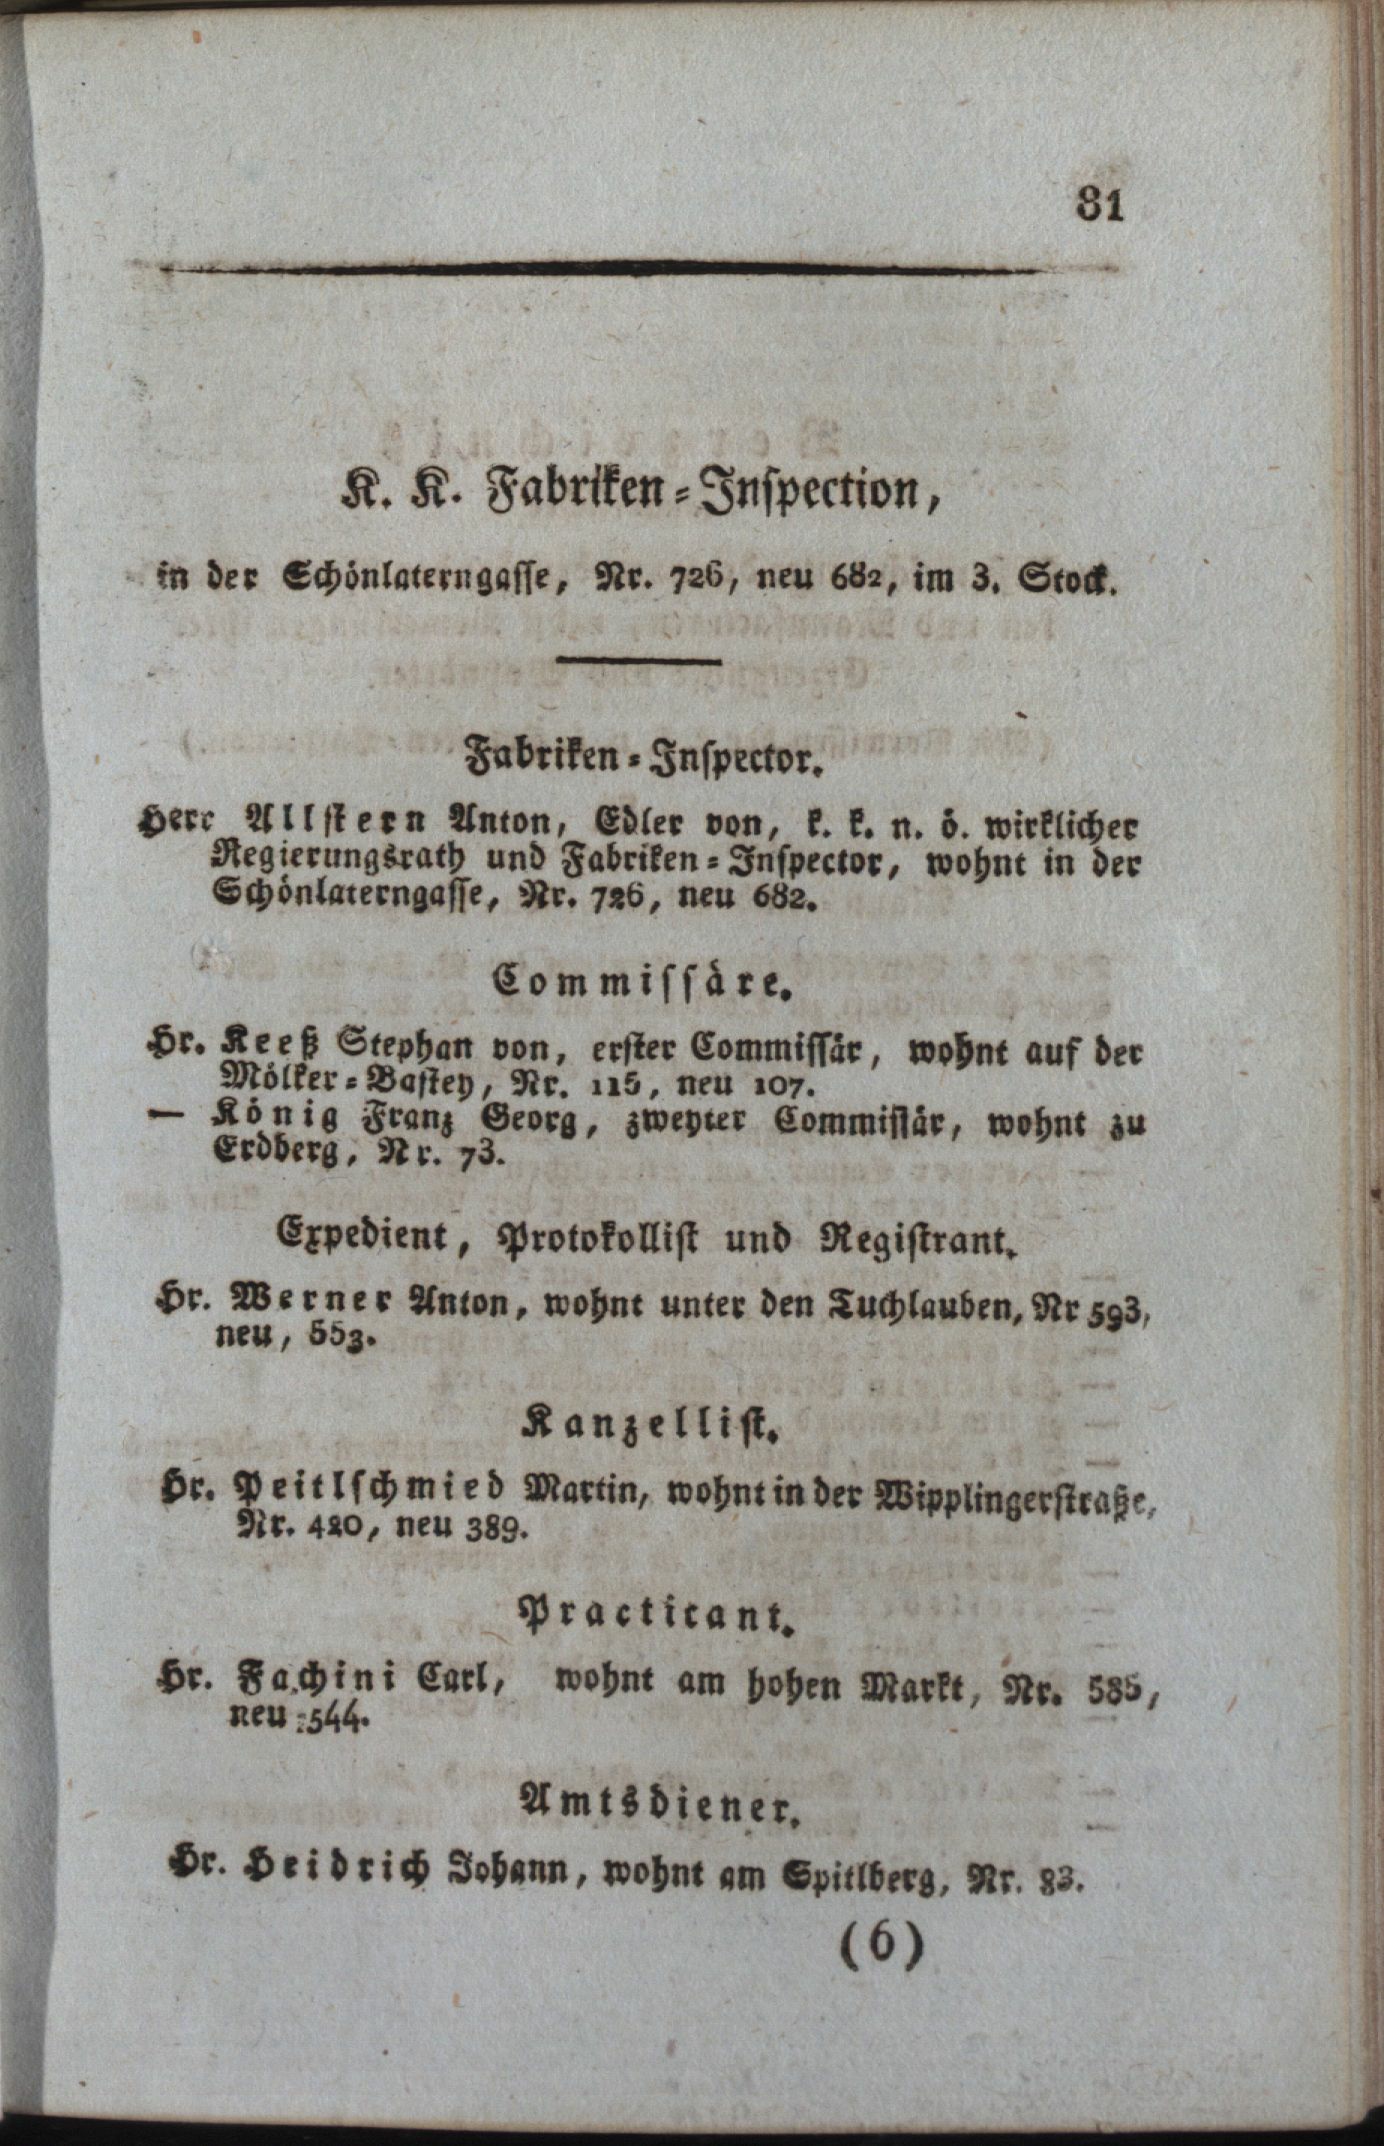 81
K. K. Fabriken-Inspection,
in der Schönlaterngasse, Nr. 726, neu 682, im 3. Stock.
Fabriken-Inspector.
Herr Allstern Anton, Edler von, k. k. n. ö. wirklicher
Regierungsrath und Fabriken-Inspector, wohnt in der
Schönlaterngasse, Nr. 726, neu 682.
Commissäre.
Hr. Keeß Stephan von, erster Commissär, wohnt auf der
Mölker-Bastey, Nr. 115, neu 107.
— König Franz Georg, zweyter Commissär, wohnt zu
Erdberg, Nr. 73.
Expedient, Protokollist und Registrant.
Hr. Werner Anton, wohnt unter den Tuchlauben, Nr 593,
neu, 553.
Kanzellist.
Hr. Peitlschmied Martin, wohnt in der Wipplingerstraße,
Nr. 420, neu 389.
Practicant.
Hr. Fachini Carl, wohnt am hohen Markt, Nr. 585,
neu 544.
Amtsdiener.
Hr. Heidrich Johann, wohnt am Spitlberg, Nr. 83.
(6)